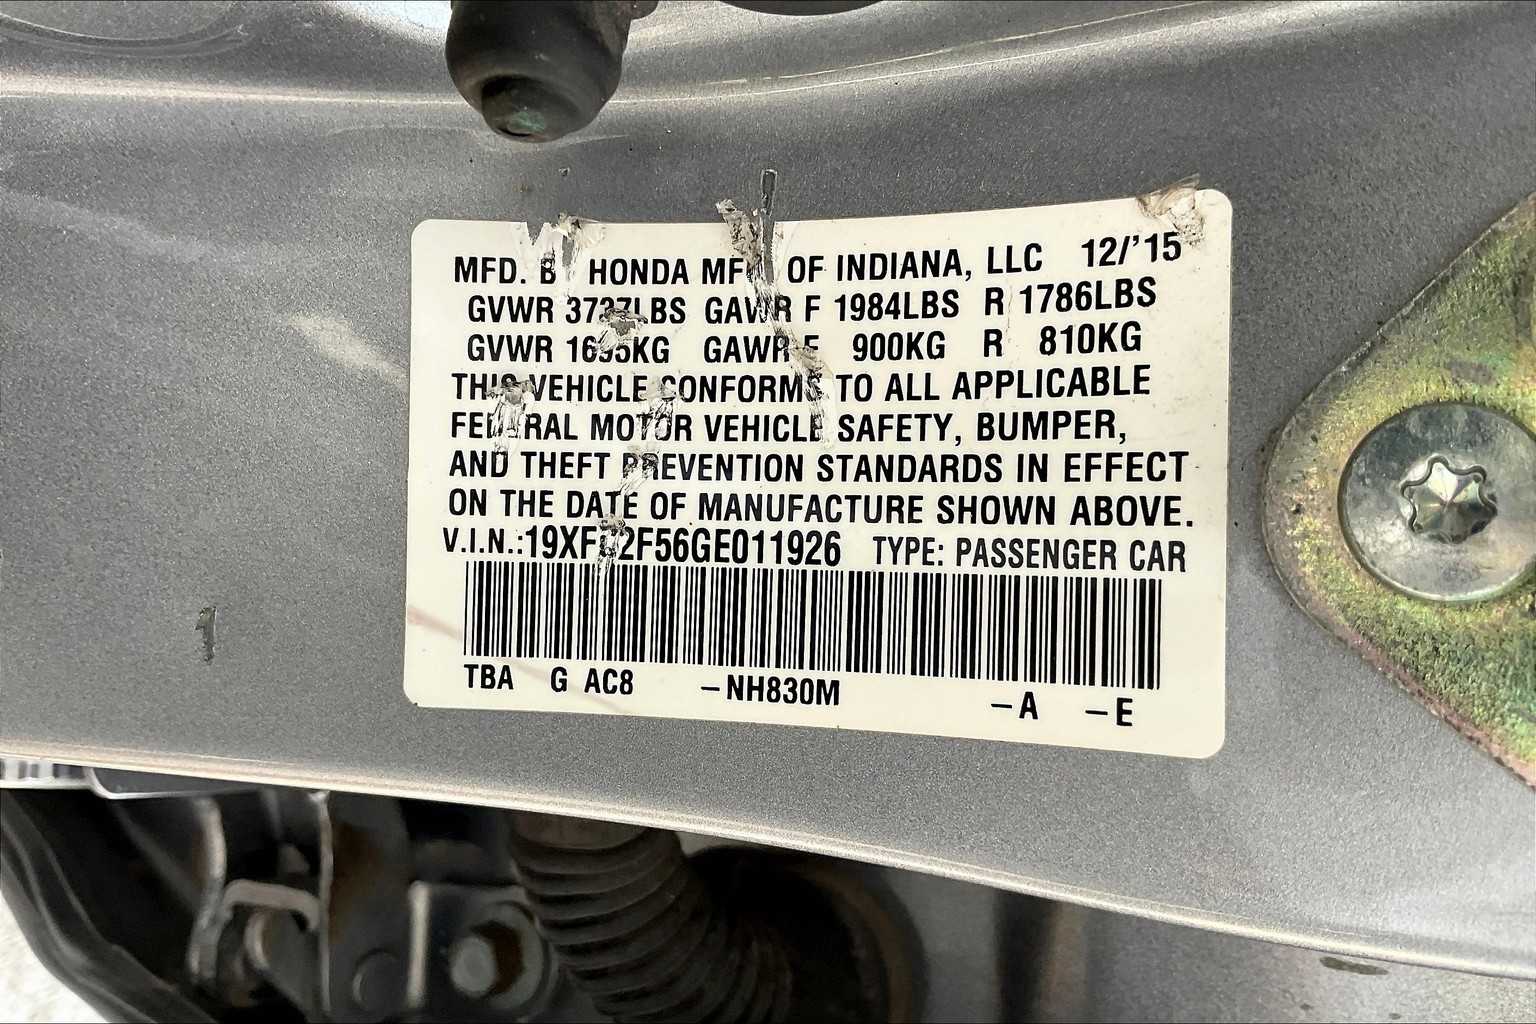 MFD. HONDA OF INDIANA, LLC 12/'15
GVWR LBS GAWR F 1984LBS R 1786LBS
GVWR GAWR F 900KG R 810KG
THIS VEHICLE CONFORMS TO ALL APPLICABLE
FEDERAL MOTOR VEHICLE SAFETY, BUMPER,
AND THEFT PREVENTION STANDARDS IN EFFECT
ON THE DATE OF MANUFACTURE SHOWN ABOVE.
V.I.N.: TYPE: PASSENGER CAR
TBA G AC8 -NH830M -A -E